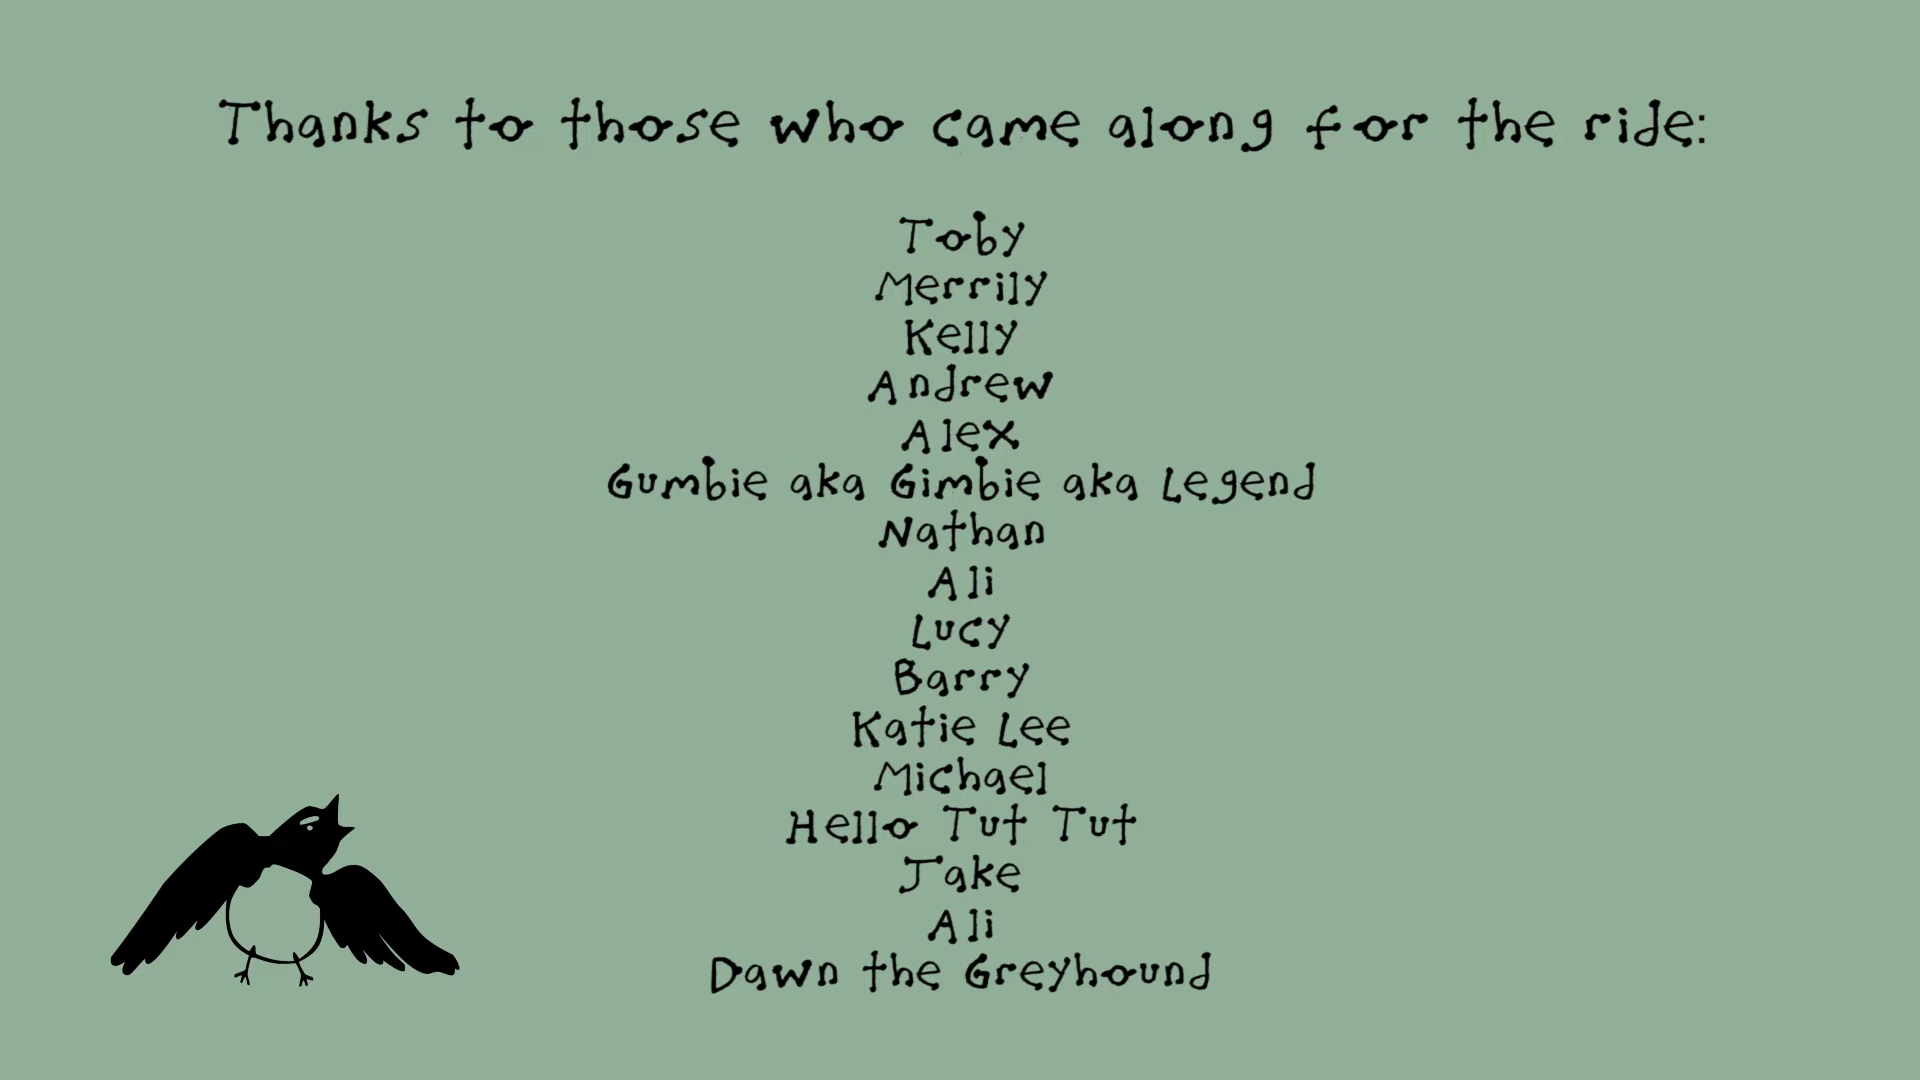 Thanks to those who came along for the ride:
Toby
Merrily
Kelly
Andrew
Alex
Gumbie aka Gimbie aka Legend
Nathan
Ali
Lucy
Barry
Katie Lee
Michael
Hello Tut Tut
Jake
Ali
Dawn the Greyhound